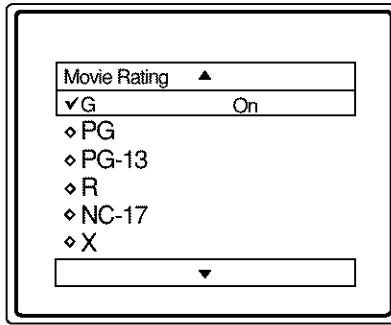 Movie Rating ▲
✔G On
⋄ PG
⋄ PG-13
⋄ R
⋄ NC-17
⋄ X
▼